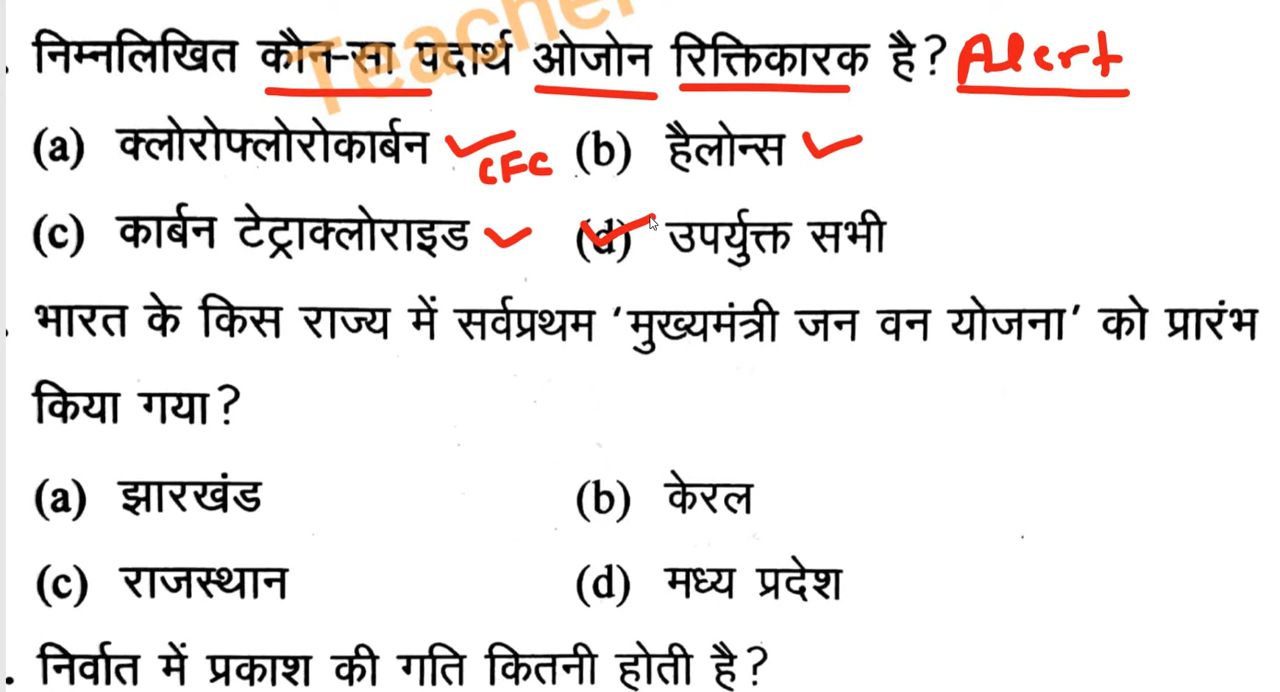 . निम्नलिखित कौन-सा पदार्थ ओजोन रिक्तिकारक है? Alert
(a) क्लोरोफ्लोरोकार्बन CFC (b) हैलोन्स
(c) कार्बन टेट्राक्लोराइड (d) उपर्युक्त सभी
. भारत के किस राज्य में सर्वप्रथम 'मुख्यमंत्री जन वन योजना' को प्रारंभ
किया गया?
(a) झारखंड (b) केरल
(c) राजस्थान (d) मध्य प्रदेश
. निर्वात में प्रकाश की गति कितनी होती है?